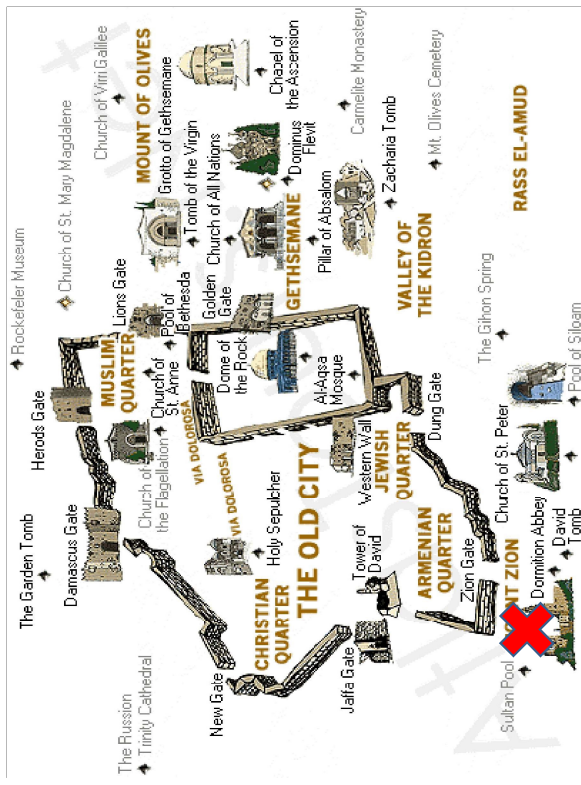 The Russion
Trinity Cathedral
The Garden Tomb
Rockefeler Museum
Herods Gate
Damascus Gate
Church of St. Mary Magdalene
Church of Virri Galilee
New Gate
MUSLIM
QUARTER
Lions Gate
MOUNT OF OLIVES
Church of
the Flagellation
Church of
St. Anne
Pool of
Bethesda
Grotto of Gethsemane
Tomb of the Virgin
VIA DOLOROSA
VIA DOLOROSA
VIA DOLOROSA
Golden
Gate
Church of All Nations
Chapel of
the Ascension
Dome of
the Rock
CHRISTIAN
QUARTER
Holy Sepulcher
GETHSEMANE
Dominus
Flevit
THE OLD CITY
Al-Aqsa
Mosque
Pillar of Absalom
Jaffa Gate
Tower of
David
Western Wall
JEWISH
QUARTER
Carmelite Monastery
Zacharia Tomb
VALLEY OF
THE KIDRON
ARMENIAN
QUARTER
Dung Gate
Mt. Olives Cemetery
Zion Gate
The Gihon Spring
Sultan Pool
ZION
Church of St. Peter
RASS EL-AMUD
Dormition Abbey
David
Tomb
Pool of Siloam